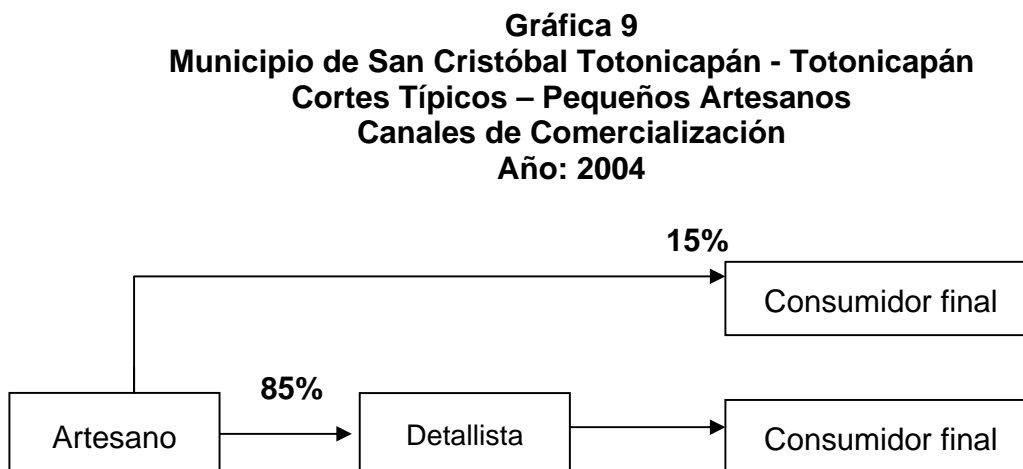 Gráfica 9
Municipio de San Cristóbal Totonicapán - Totonicapán
Cortes Típicos – Pequeños Artesanos
Canales de Comercialización
Año: 2004
15%
Consumidor final
85%
Artesano
Detallista
Consumidor final